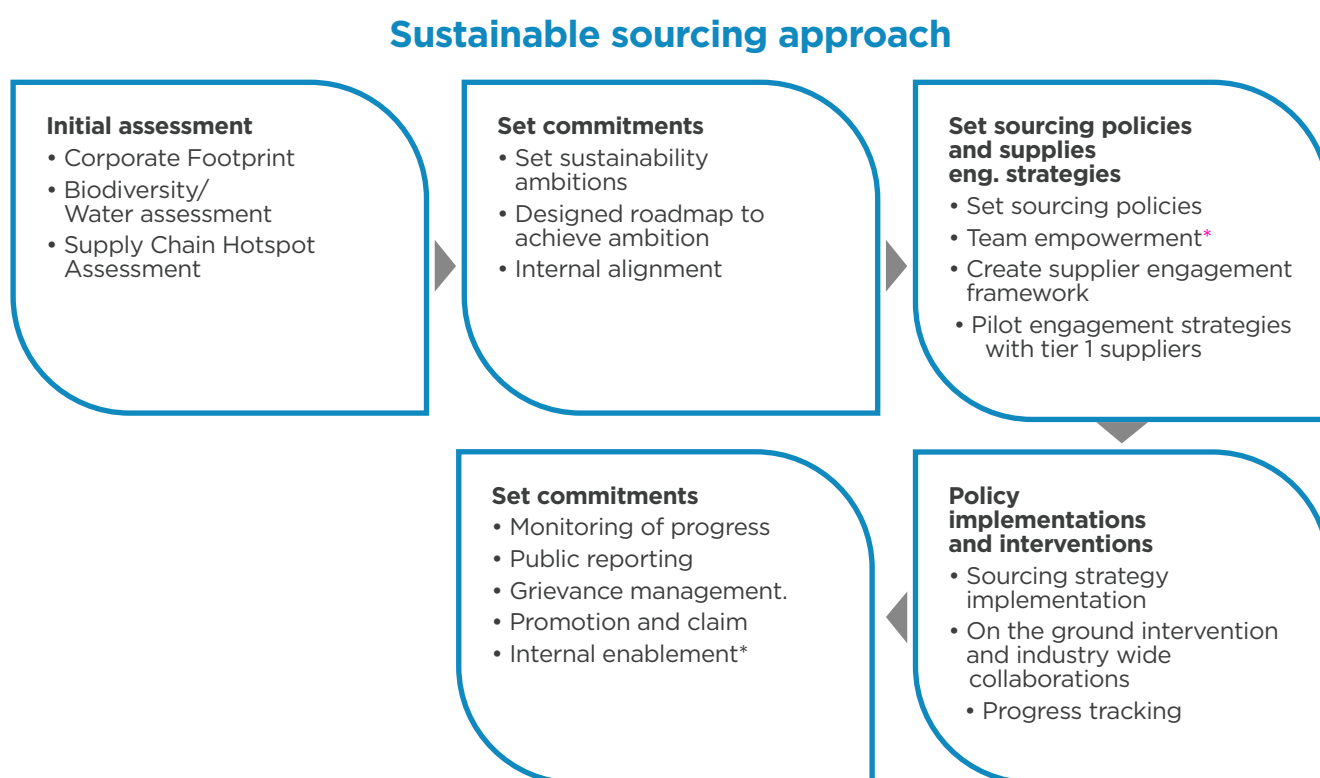 Sustainable sourcing approach
Initial assessment
• Corporate Footprint
• Biodiversity/
Water assessment
• Supply Chain Hotspot
Assessment
Set commitments
• Set sustainability
ambitions
• Designed roadmap to
achieve ambition
• Internal alignment
Set sourcing policies
and supplies
eng. strategies
• Set sourcing policies
• Team empowerment*
• Create supplier engagement
framework
• Pilot engagement strategies
with tier 1 suppliers
Policy
implementations
and interventions
• Sourcing strategy
implementation
• On the ground intervention
and industry wide
collaborations
• Progress tracking
Set commitments
• Monitoring of progress
• Public reporting
• Grievance management.
• Promotion and claim
• Internal enablement*